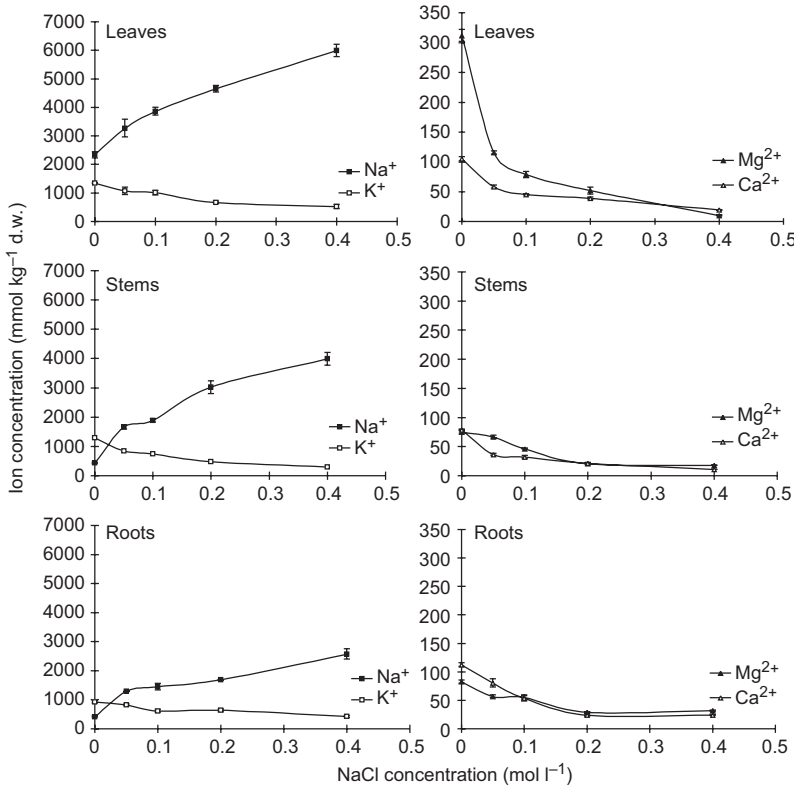 Ion concentration (mmol kg⁻¹ d.w.)
7000
6000
5000
4000
3000
2000
1000
0
Leaves
Na⁺
K⁺
0 0.1 0.2 0.3 0.4 0.5
350
300
250
200
150
100
50
0
Leaves
Mg²⁺
Ca²⁺
0 0.1 0.2 0.3 0.4 0.5
7000
6000
5000
4000
3000
2000
1000
0
Stems
Na⁺
K⁺
0 0.1 0.2 0.3 0.4 0.5
350
300
250
200
150
100
50
0
Stems
Mg²⁺
Ca²⁺
0 0.1 0.2 0.3 0.4 0.5
7000
6000
5000
4000
3000
2000
1000
0
Roots
Na⁺
K⁺
0 0.1 0.2 0.3 0.4 0.5
350
300
250
200
150
100
50
0
Roots
Mg²⁺
Ca²⁺
0 0.1 0.2 0.3 0.4 0.5
NaCl concentration (mol l⁻¹)